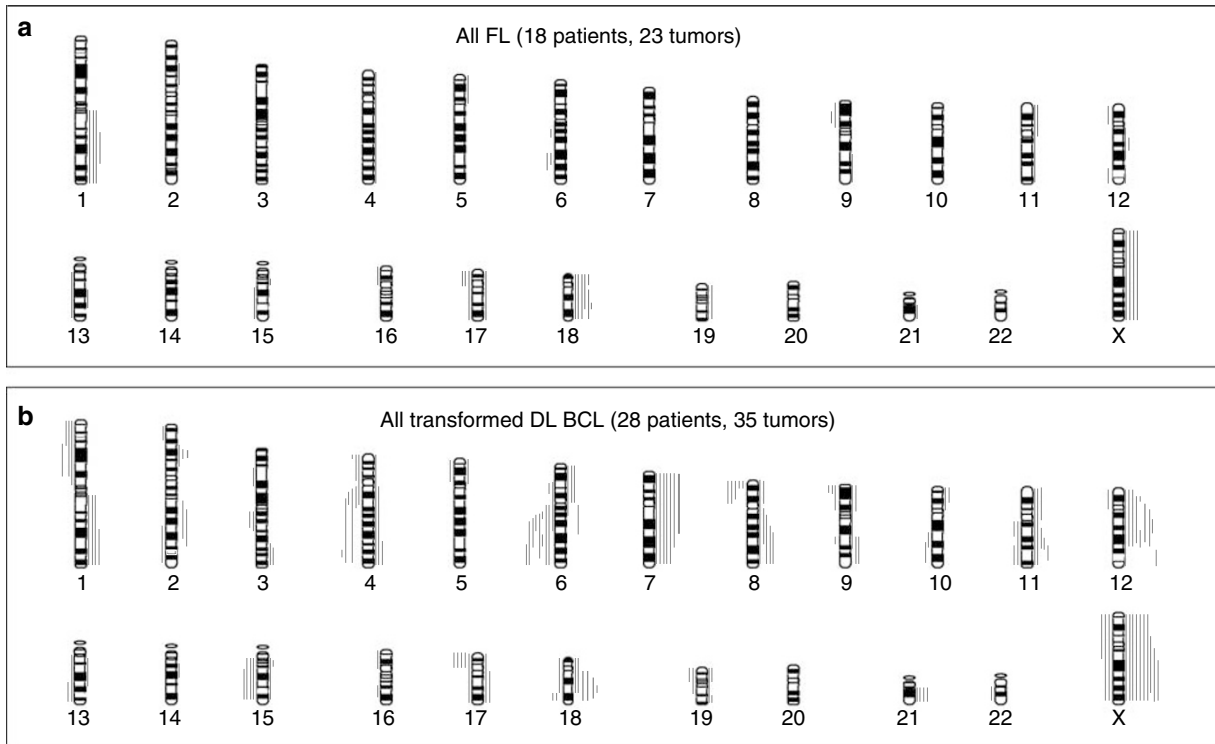 a
All FL (18 patients, 23 tumors)
1 2 3 4 5 6 7 8 9 10 11 12
13 14 15 16 17 18 19 20 21 22 X
b
All transformed DL BCL (28 patients, 35 tumors)
1 2 3 4 5 6 7 8 9 10 11 12
13 14 15 16 17 18 19 20 21 22 X